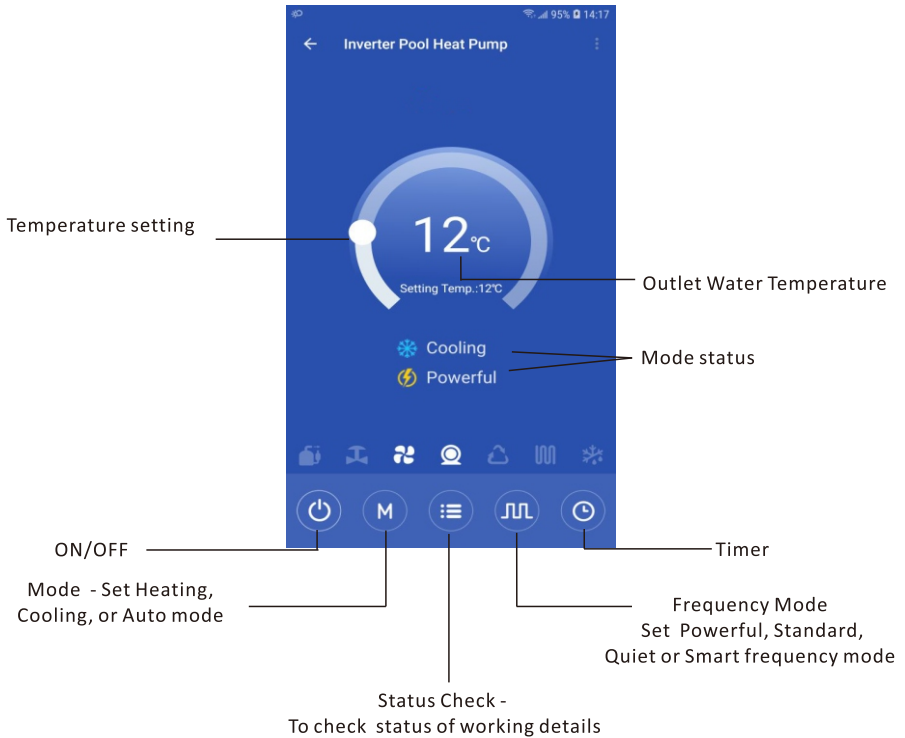 95% 14:17
Inverter Pool Heat Pump
Temperature setting
12℃
Setting Temp.:12℃
Outlet Water Temperature
Cooling
Powerful
Mode status
M
ON/OFF
Timer
Mode - Set Heating,
Cooling, or Auto mode
Frequency Mode
Set Powerful, Standard,
Quiet or Smart frequency mode
Status Check -
To check status of working details